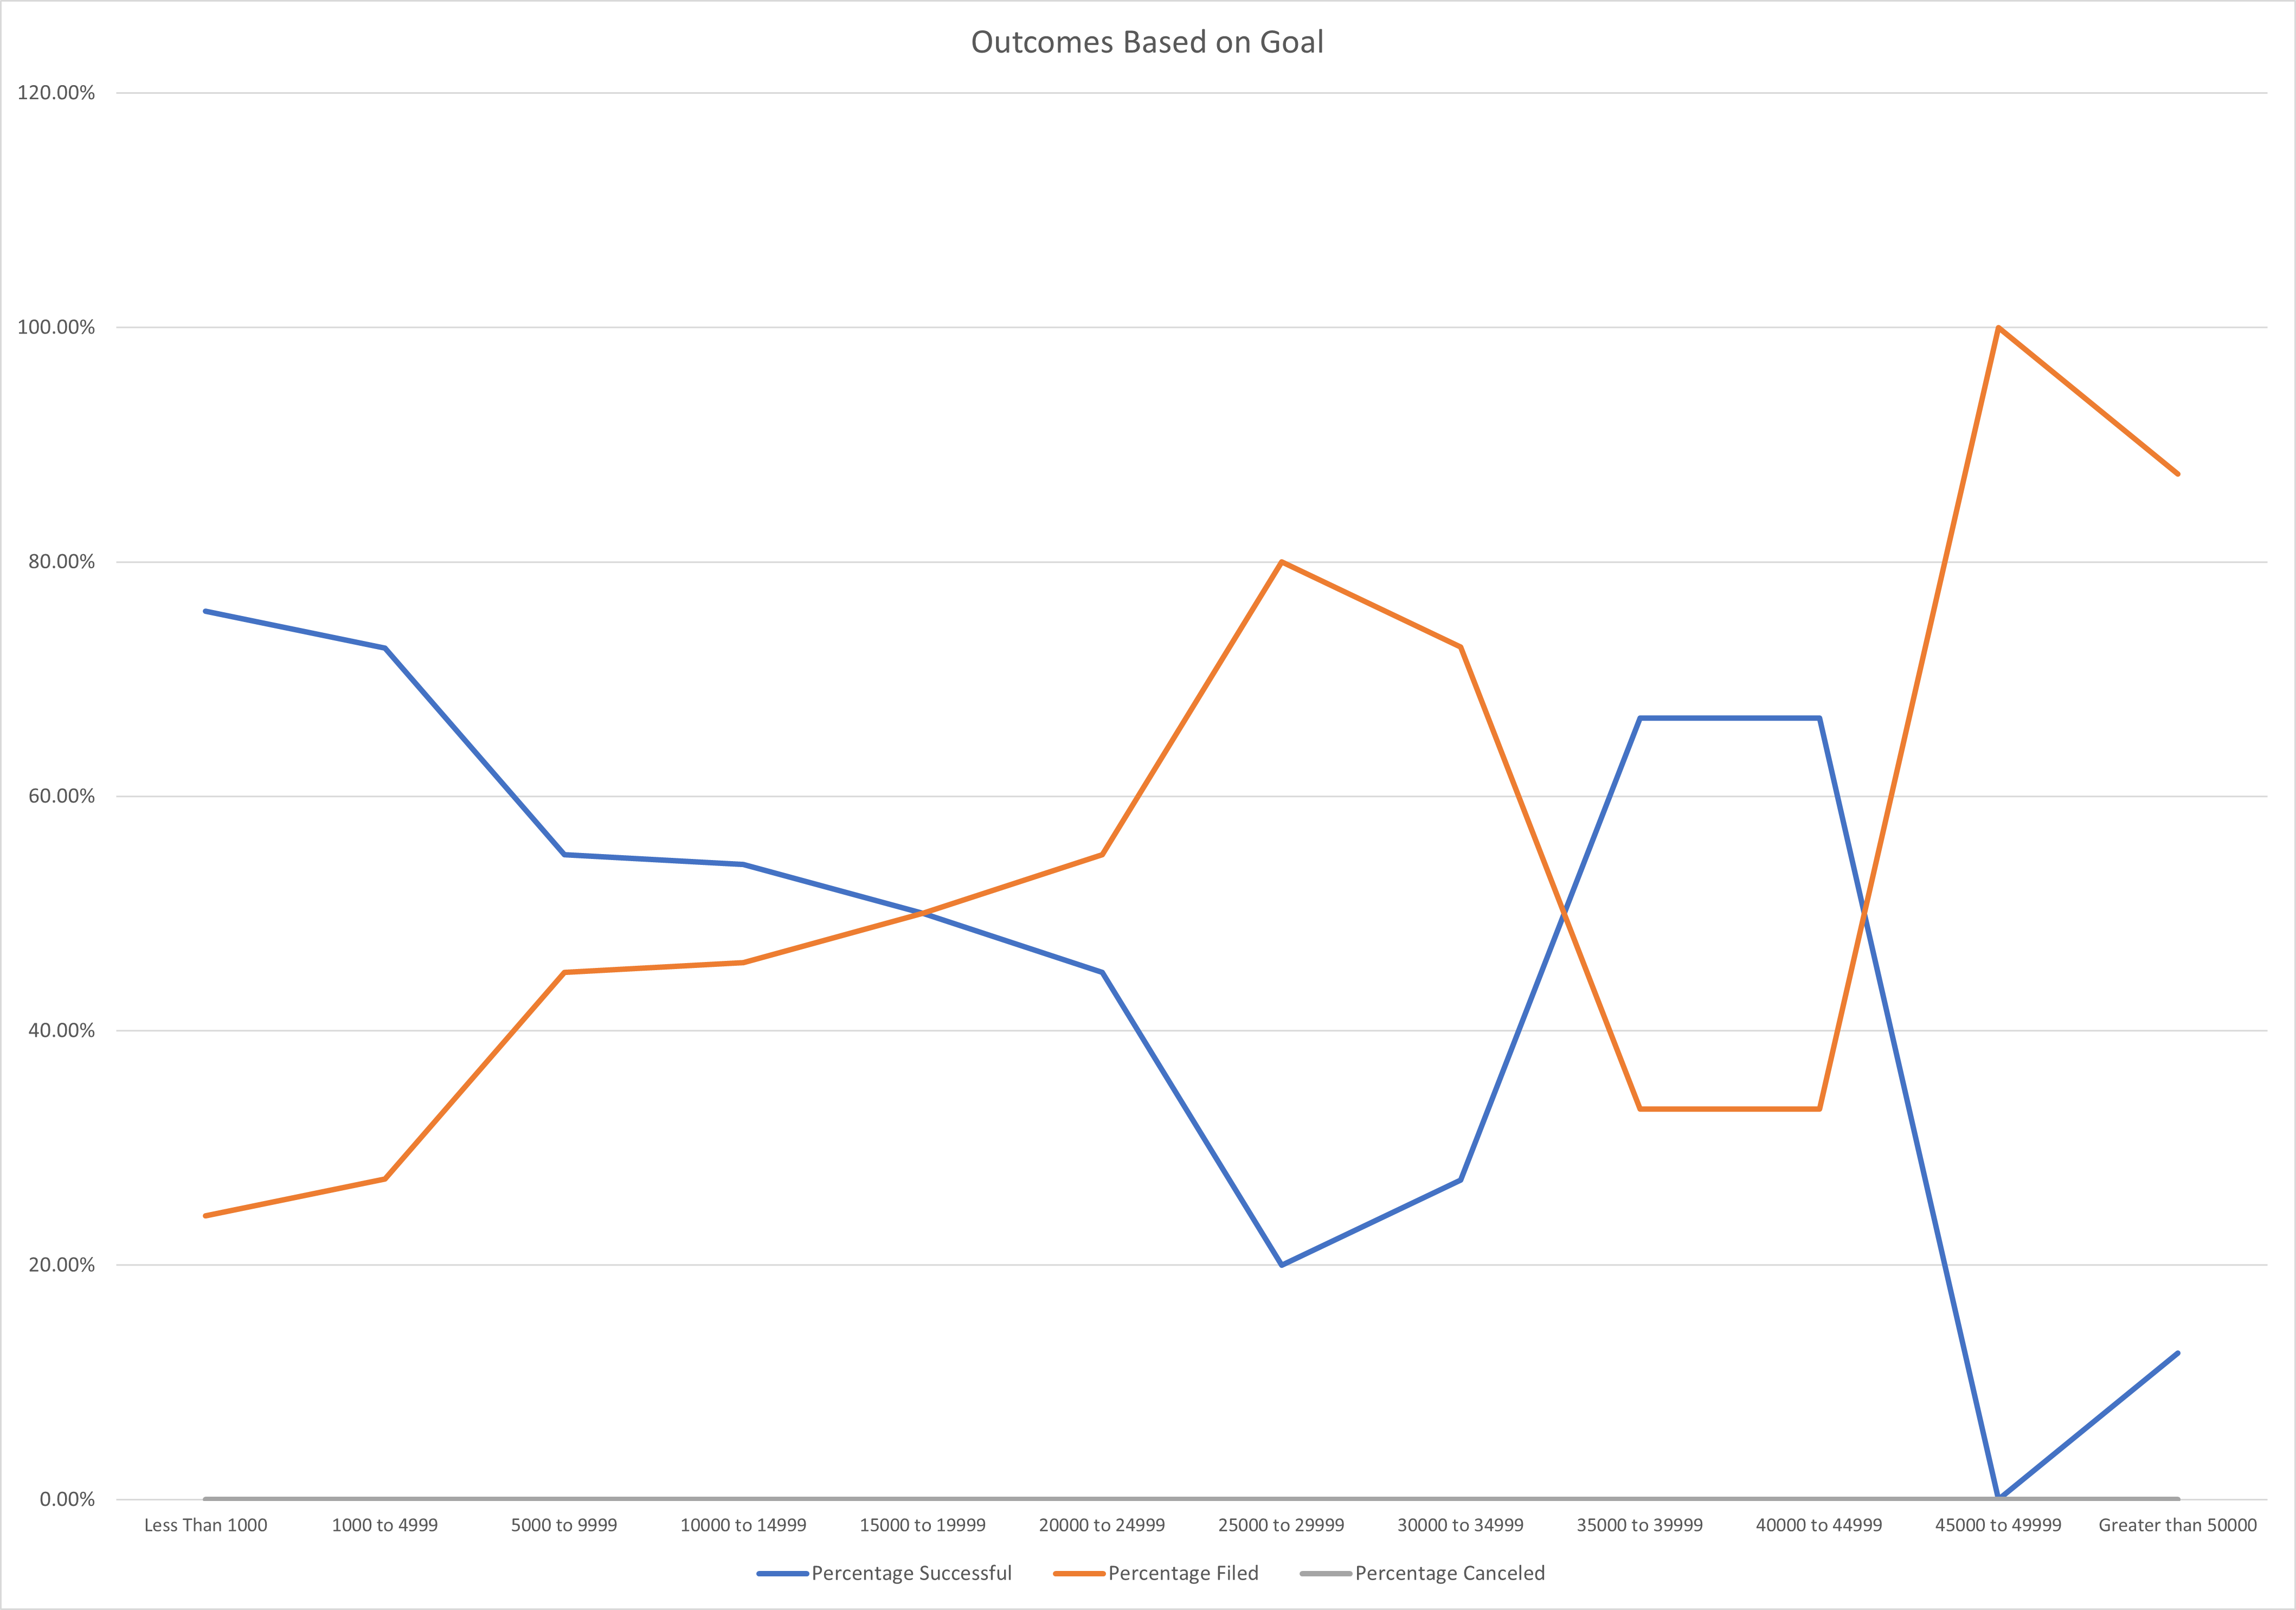 Outcomes Based on Goal
120.00%
100.00%
80.00%
60.00%
40.00%
20.00%
0.00%
Less Than 1000 1000 to 4999 5000 to 9999 10000 to 14999 15000 to 19999 20000 to 24999 25000 to 29999 30000 to 34999 35000 to 39999 40000 to 44999 45000 to 49999 Greater than 50000
Percentage Successful Percentage Filed Percentage Canceled